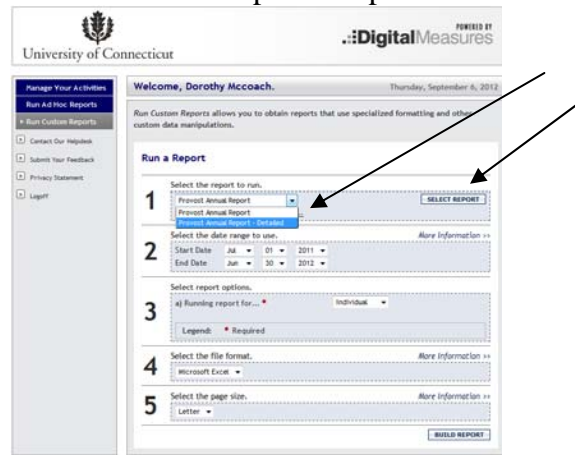 University of Connecticut
POWERED BY
DigitalMeasures
Manage Your Activities
Run Ad Hoc Reports
Run Custom Reports
Contact Our Helpdesk
Submit Your Feedback
Privacy Statement
Logoff
Welcome, Dorothy Mccoach.
Thursday, September 6, 2012
Run Custom Reports allows you to obtain reports that use specialized formatting and other
custom data manipulations.
Run a Report
1
Select the report to run.
Provost Annual Report
SELECT REPORT
Provost Annual Report
Provost Annual Report - Detailed
2
Select the date range to use.
More Information >>
Start Date Jul 01 2011
End Date Jun 30 2012
3
Select report options.
a) Running report for... * Individual
Legend: * Required
4
Select the file format.
More Information >>
Microsoft Excel
5
Select the page size.
More Information >>
Letter
BUILD REPORT